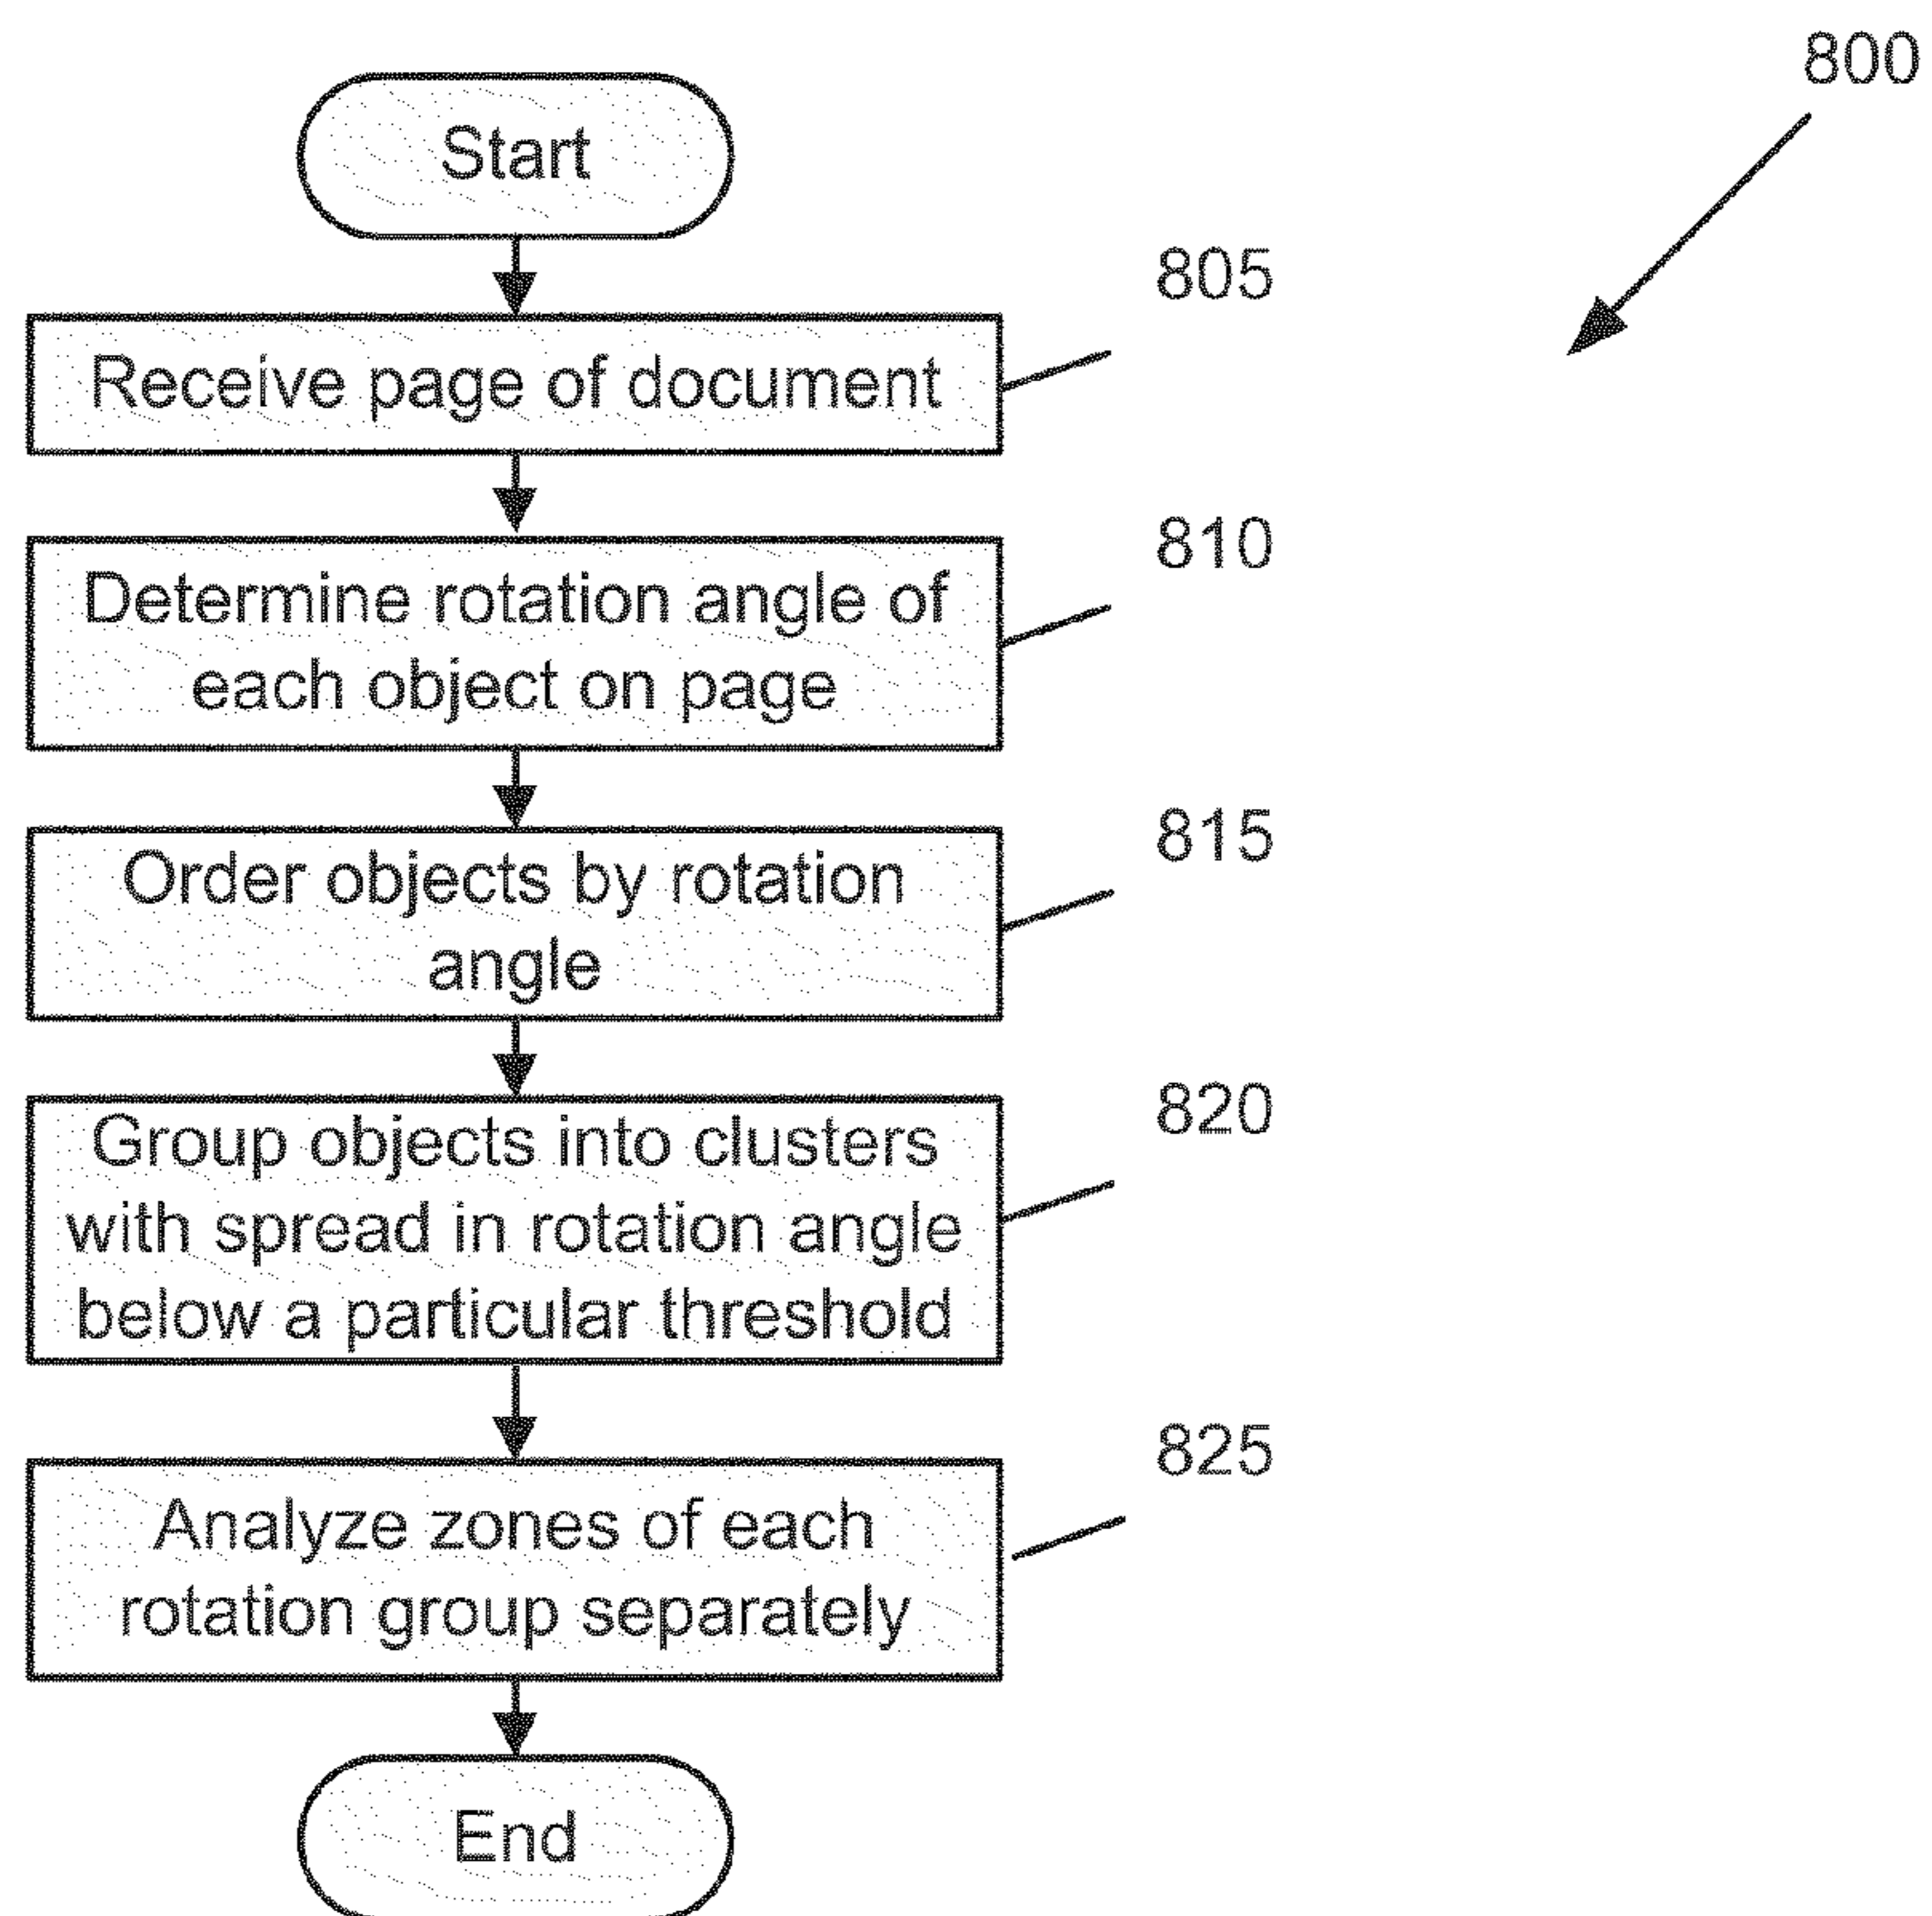 800
Start
805
Receive page of document
810
Determine rotation angle of
each object on page
815
Order objects by rotation
angle
820
Group objects into clusters
with spread in rotation angle
below a particular threshold
825
Analyze zones of each
rotation group separately
End